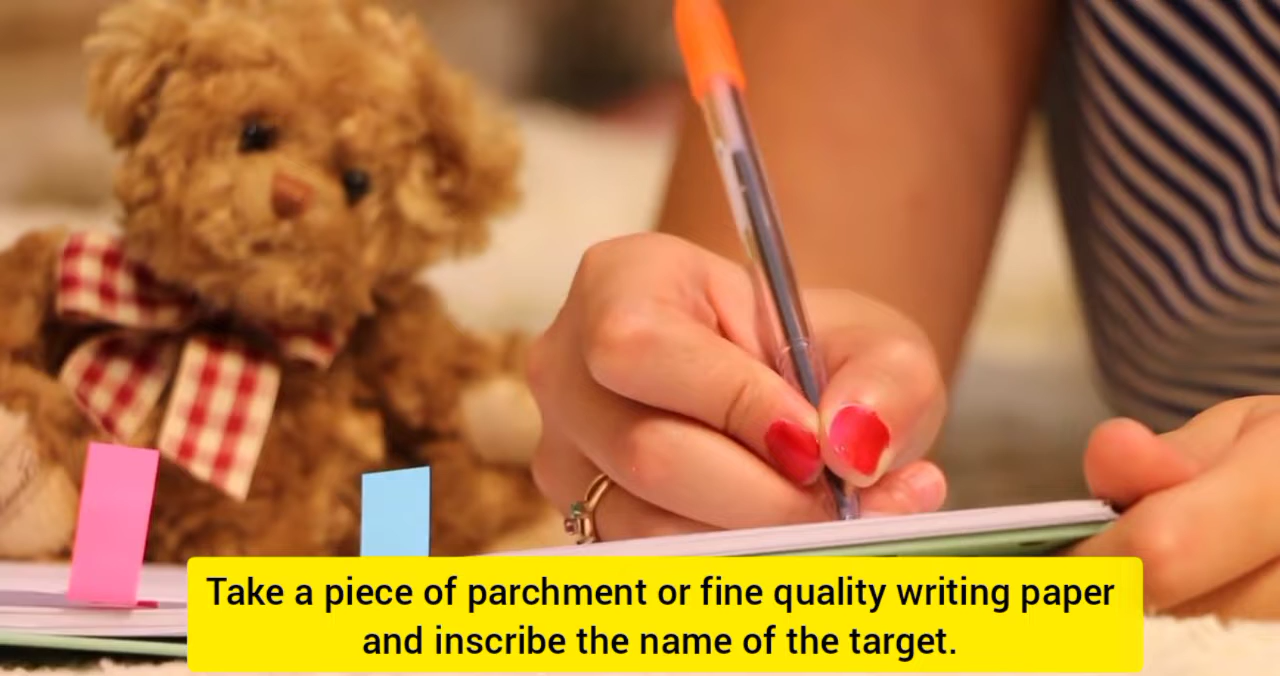 Take a piece of parchment or fine quality writing paper
and inscribe the name of the target.